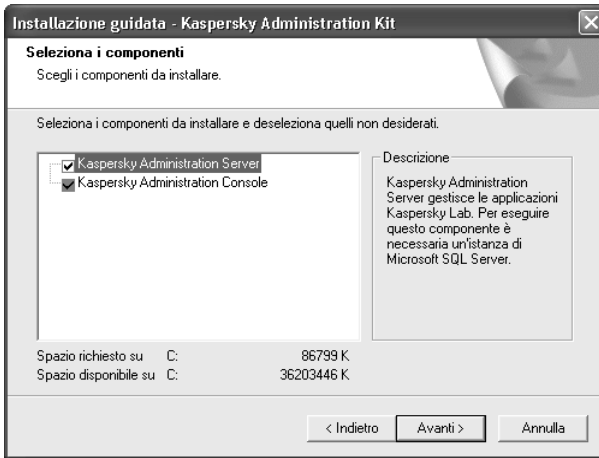 Installazione guidata - Kaspersky Administration Kit
Seleziona i componenti
Scegli i componenti da installare.
Seleziona i componenti da installare e deseleziona quelli non desiderati.
Kaspersky Administration Server
Kaspersky Administration Console
Descrizione
Kaspersky Administration
Server gestisce le applicazioni
Kaspersky Lab. Per eseguire
questo componente è
necessaria un'istanza di
Microsoft SQL Server.
Spazio richiesto su C: 86799 K
Spazio disponibile su C: 36203446 K
< Indietro
Avanti >
Annulla